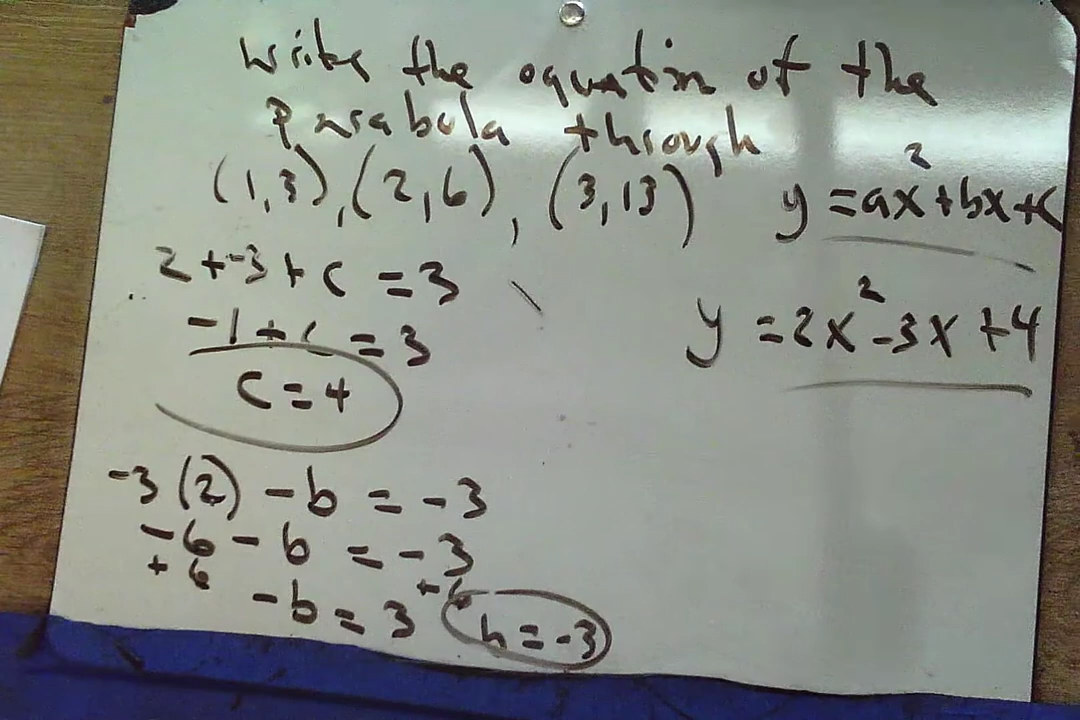 Write the equation of the
Parabola through
(1,3), (2,6), (3,13) y = ax² + bx + c
2 + -3 + c = 3
y = 2x² - 3x + 4
-1 + c = 3
c = 4
-3(2) - b = -3
-6 - b = -3
+6 +6
-b = 3
b = -3